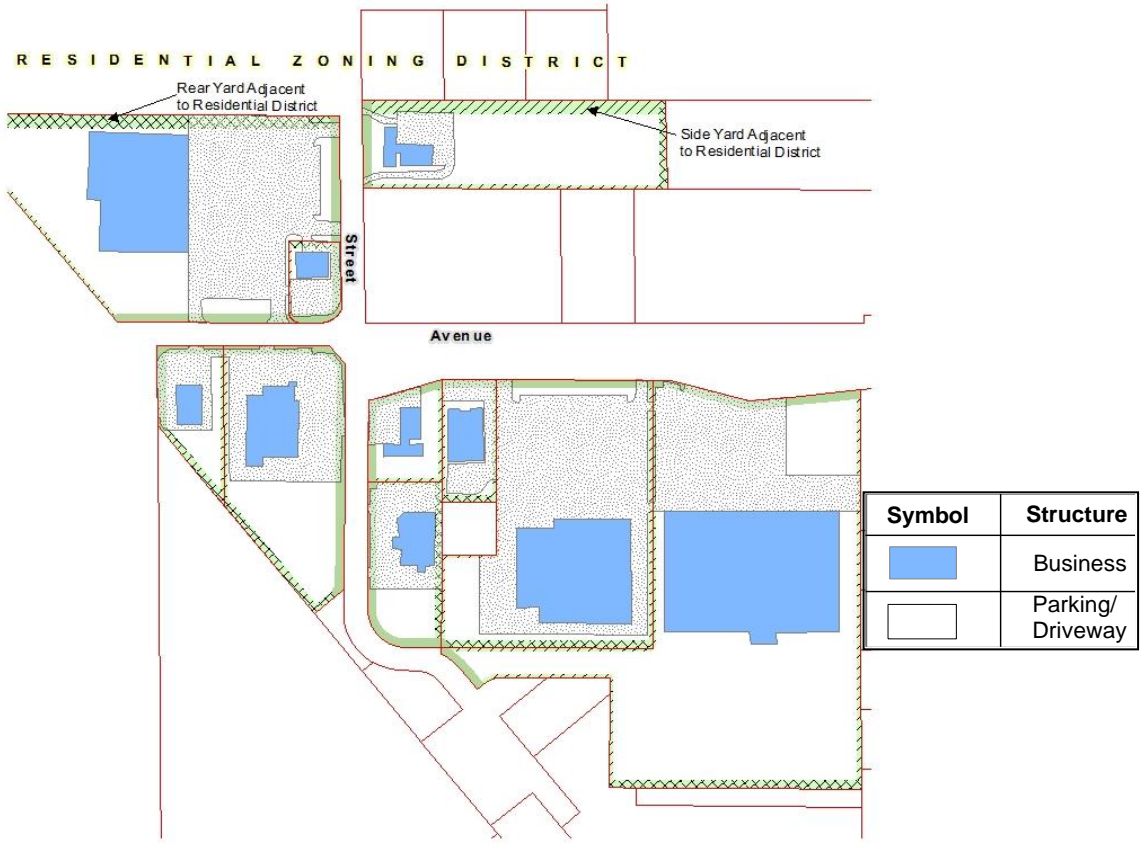 RESIDENTIAL ZONING DISTRICT
Rear Yard Adjacent
to Residential District
Side Yard Adjacent
to Residential District
Street
Avenue
Symbol Structure
Business
Parking/
Driveway